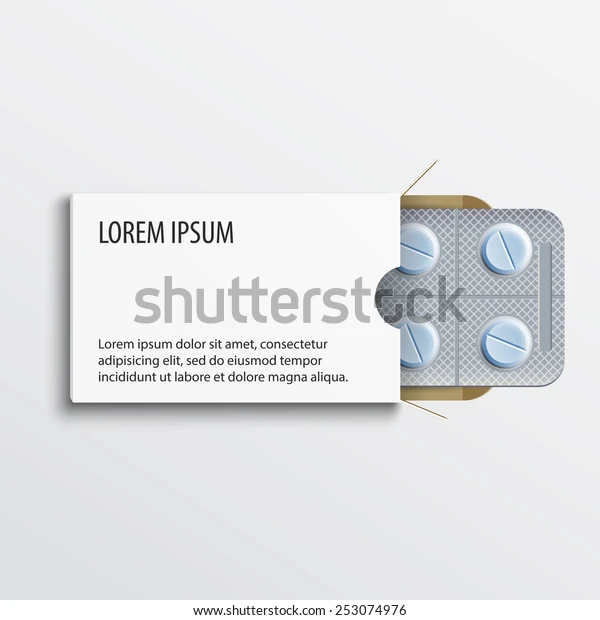 LOREM IPSUM
shutterstock
Lorem ipsum dolor sit amet, consectetur
adipisicing elit, sed do eiusmod tempor
incididunt ut labore et dolore magna aliqua.
www.shutterstock.com · 253074976